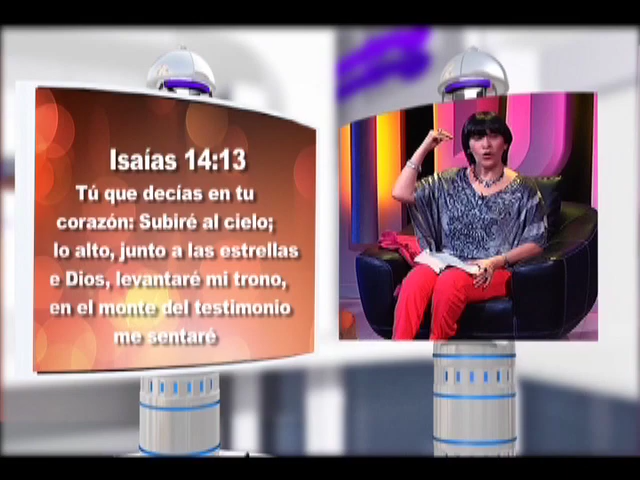 Isaías 14:13
Tú que decías en tu
corazón: Subiré al cielo;
lo alto, junto a las estrellas
e Dios, levantaré mi trono,
en el monte del testimonio
me sentaré